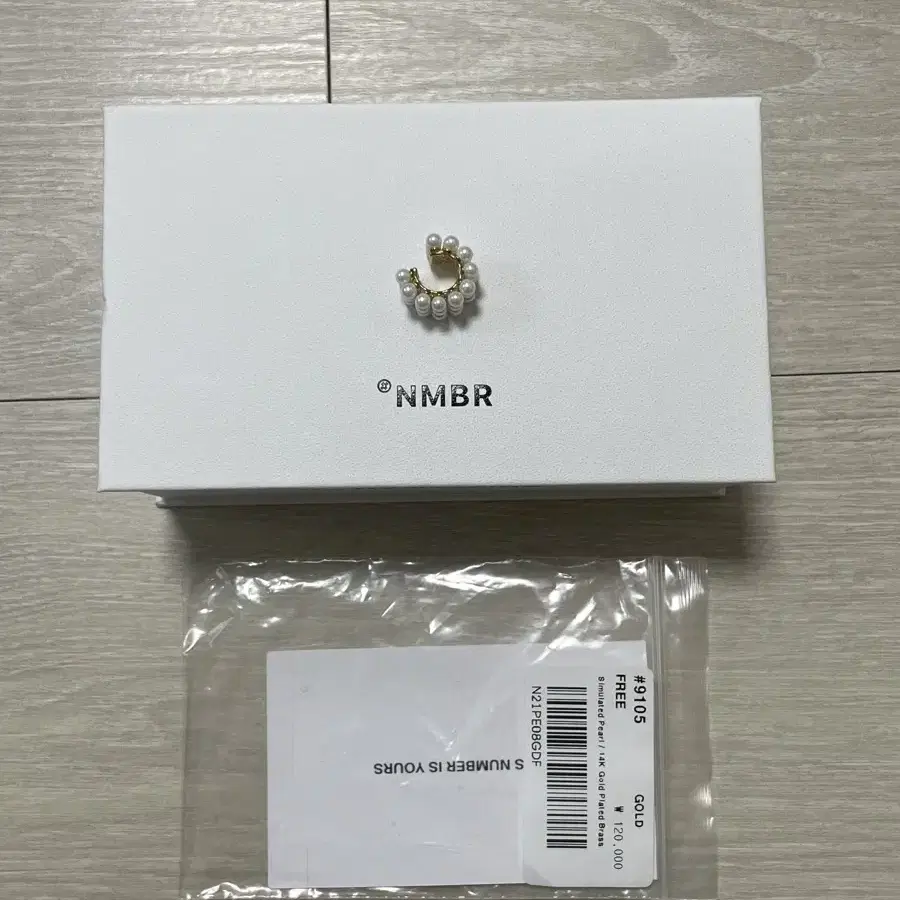 #NMBR
S NUMBER IS YOURS
#9105 GOLD
FREE ₩ 120,000
Simulated Pearl / 14K Gold Plated Brass
N21PE08GDF